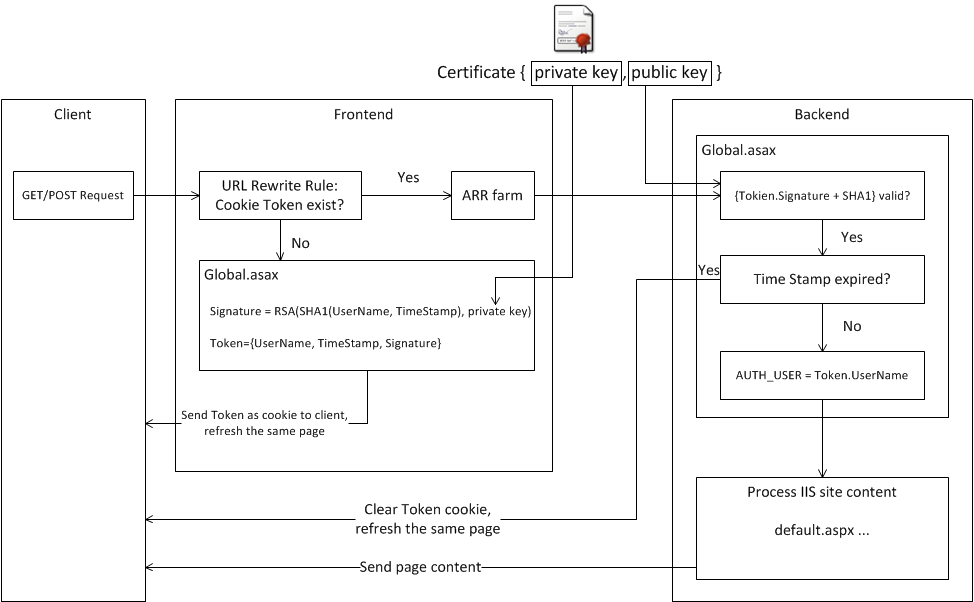 Certificate { private key , public key }
Client
Frontend
Backend
GET/POST Request
URL Rewrite Rule:
Cookie Token exist?
Yes
ARR farm
No
Global.asax
Signature = RSA(SHA1(UserName, TimeStamp), private key)
Token={UserName, TimeStamp, Signature}
Send Token as cookie to client,
refresh the same page
Global.asax
{Tokien.Signature + SHA1} valid?
Yes
Time Stamp expired?
Yes
No
AUTH_USER = Token.UserName
Process IIS site content
default.aspx ...
Clear Token cookie,
refresh the same page
Send page content